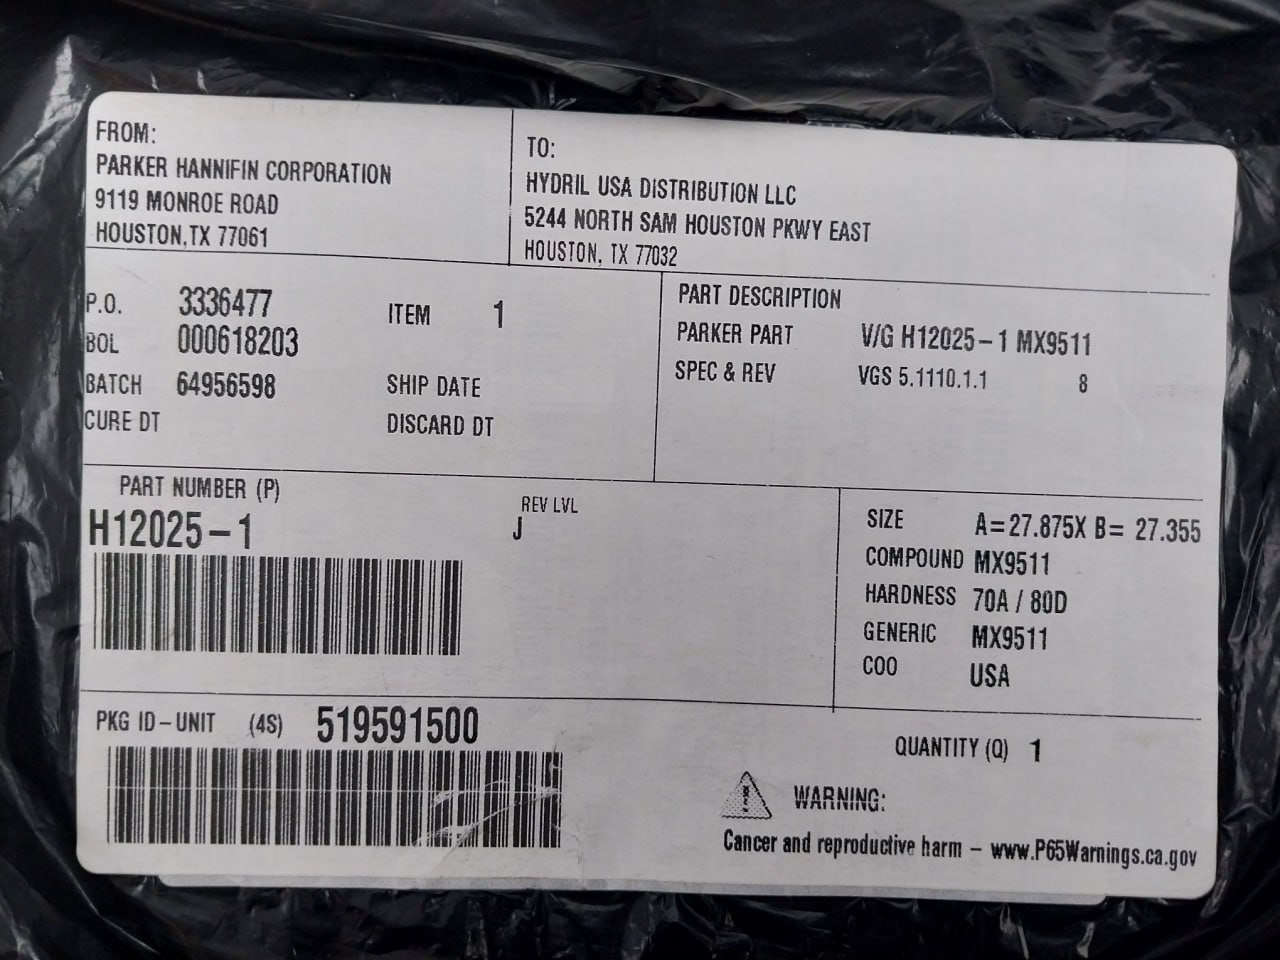 FROM:
PARKER HANNIFIN CORPORATION
9119 MONROE ROAD
HOUSTON,TX 77061
TO:
HYDRIL USA DISTRIBUTION LLC
5244 NORTH SAM HOUSTON PKWY EAST
HOUSTON, TX 77032
P.O. 3336477 ITEM 1
BOL 000618203
BATCH 64956598 SHIP DATE
CURE DT DISCARD DT
PART DESCRIPTION
PARKER PART V/G H12025-1 MX9511
SPEC & REV VGS 5.1110.1.1 8
PART NUMBER (P)
H12025-1
REV LVL
J
SIZE A=27.875X B= 27.355
COMPOUND MX9511
HARDNESS 70A / 80D
GENERIC MX9511
COO USA
PKG ID-UNIT (4S) 519591500
QUANTITY (Q) 1
WARNING:
Cancer and reproductive harm - www.P65Warnings.ca.gov